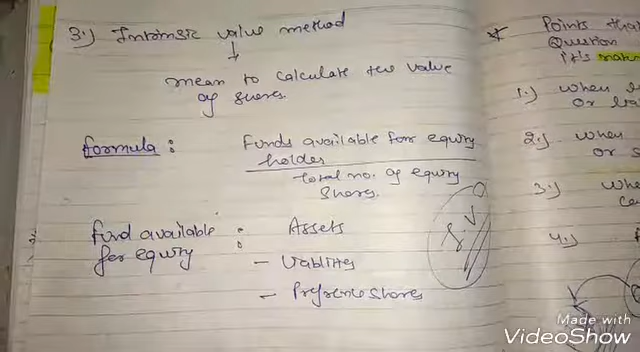 3.) Intrinsic value method
mean to calculate the value
of shares.
Formula : Funds available for equity
holder
total no. of equity
shares.
fund available : Assets
for equity
- Liablities
- Preference shares
* Points that
Question
it's
1.) when
or
2.) when
or
3.) whe
4.)
Made with
VideoShow